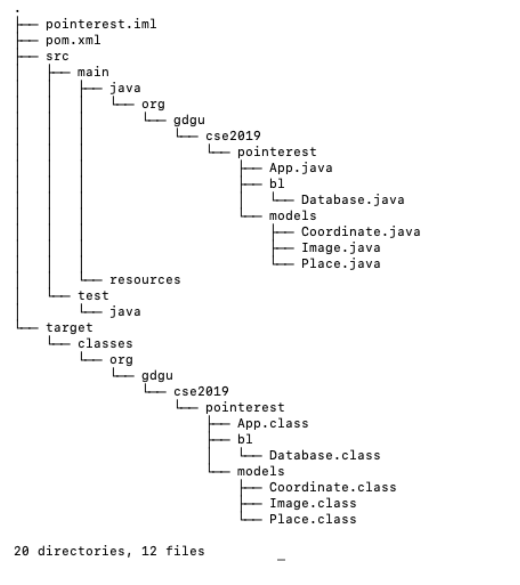 .
├── pointerest.iml
├── pom.xml
├── src
│   ├── main
│   │   ├── java
│   │   │   └── org
│   │   │       └── gdgu
│   │   │           └── cse2019
│   │   │               └── pointerest
│   │   │                   ├── App.java
│   │   │                   ├── bl
│   │   │                   │   └── Database.java
│   │   │                   └── models
│   │   │                       ├── Coordinate.java
│   │   │                       ├── Image.java
│   │   │                       └── Place.java
│   │   └── resources
│   └── test
│       └── java
└── target
    └── classes
        └── org
            └── gdgu
                └── cse2019
                    └── pointerest
                        ├── App.class
                        ├── bl
                        │   └── Database.class
                        └── models
                            ├── Coordinate.class
                            ├── Image.class
                            └── Place.class
20 directories, 12 files